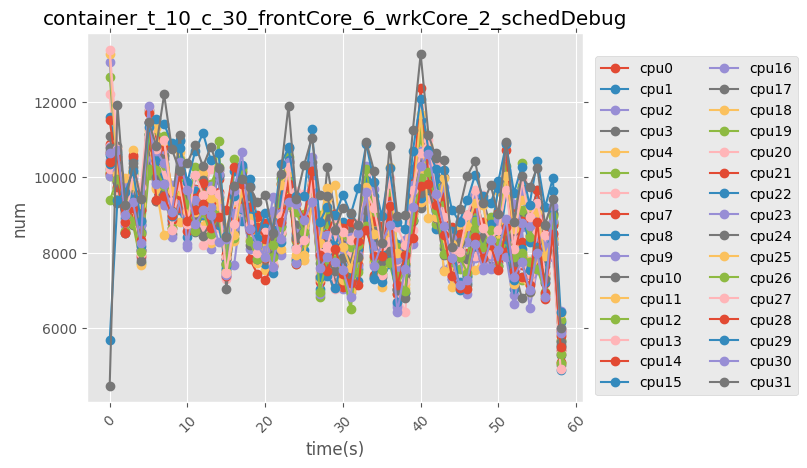 container_t_10_c_30_frontCore_6_wrkCore_2_schedDebug
num
12000
10000
8000
6000
0
10
20
30
40
50
60
time(s)
cpu0
cpu1
cpu2
cpu3
cpu4
cpu5
cpu6
cpu7
cpu8
cpu9
cpu10
cpu11
cpu12
cpu13
cpu14
cpu15
cpu16
cpu17
cpu18
cpu19
cpu20
cpu21
cpu22
cpu23
cpu24
cpu25
cpu26
cpu27
cpu28
cpu29
cpu30
cpu31